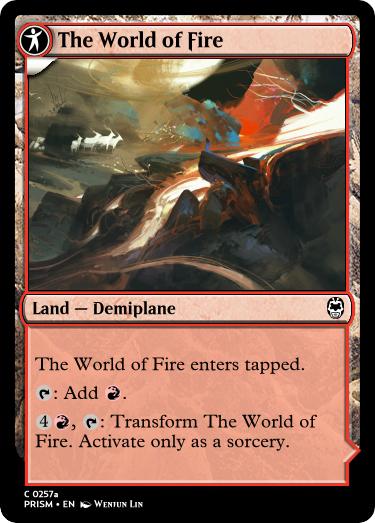 The World of Fire
Land — Demiplane
The World of Fire enters tapped.
: Add .
4 , : Transform The World of
Fire. Activate only as a sorcery.
C 0257a
PRISM • EN Wenjun Lin